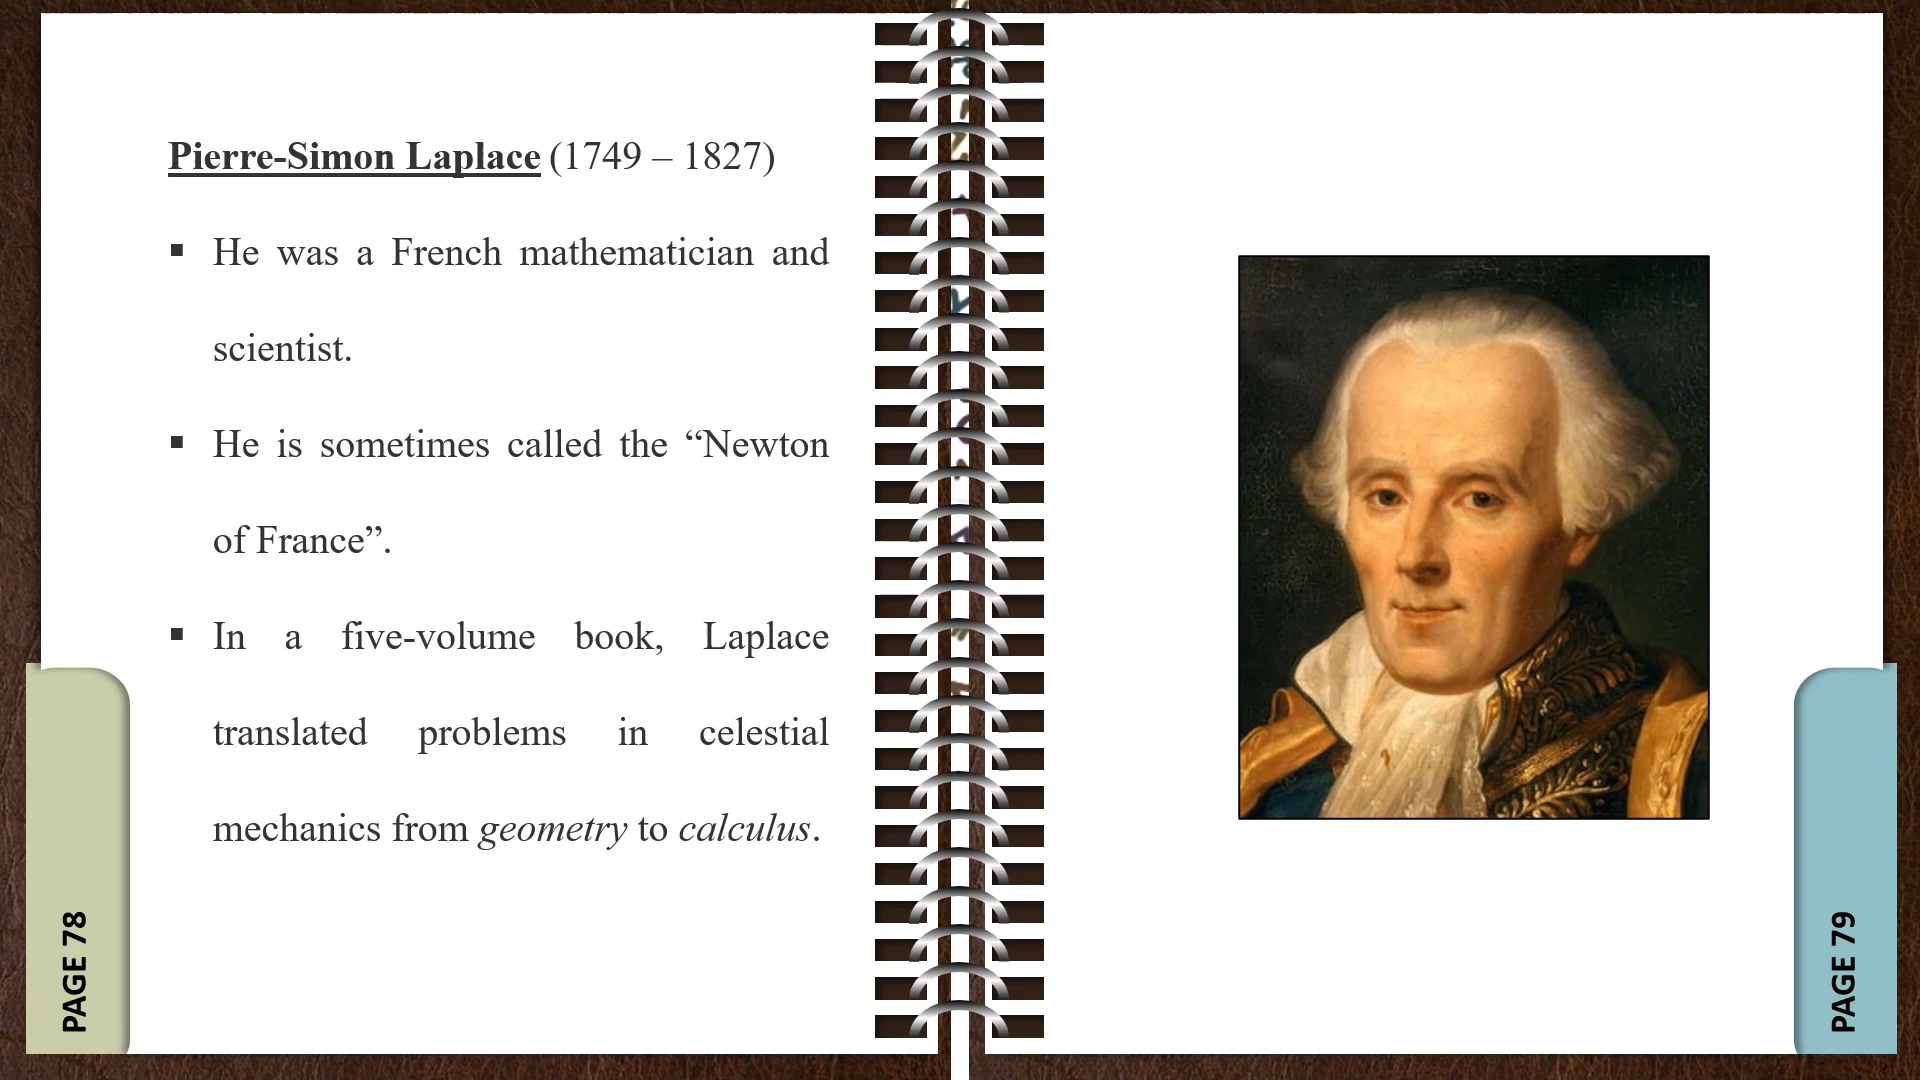 Pierre-Simon Laplace (1749 – 1827)
▪ He was a French mathematician and
scientist.
▪ He is sometimes called the “Newton
of France”.
▪ In a five-volume book, Laplace
translated problems in celestial
mechanics from geometry to calculus.
PAGE 78
PAGE 79